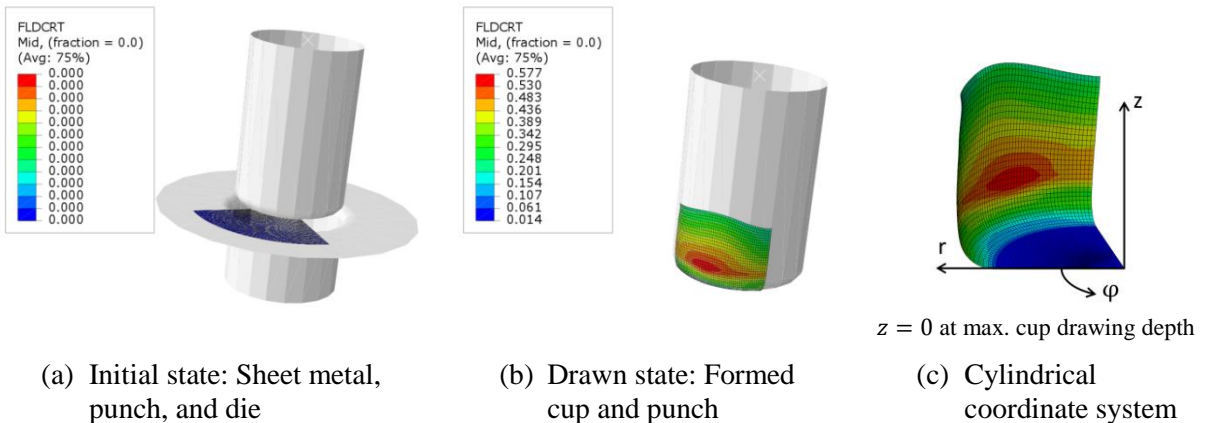 FLDCRT
Mid, (fraction = 0.0)
(Avg: 75%)
0.000
0.000
0.000
0.000
0.000
0.000
0.000
0.000
0.000
0.000
0.000
0.000
0.000
FLDCRT
Mid, (fraction = 0.0)
(Avg: 75%)
0.577
0.530
0.483
0.436
0.389
0.342
0.295
0.248
0.201
0.154
0.107
0.061
0.014
z
r
φ
z = 0 at max. cup drawing depth
(a) Initial state: Sheet metal,
punch, and die
(b) Drawn state: Formed
cup and punch
(c) Cylindrical
coordinate system